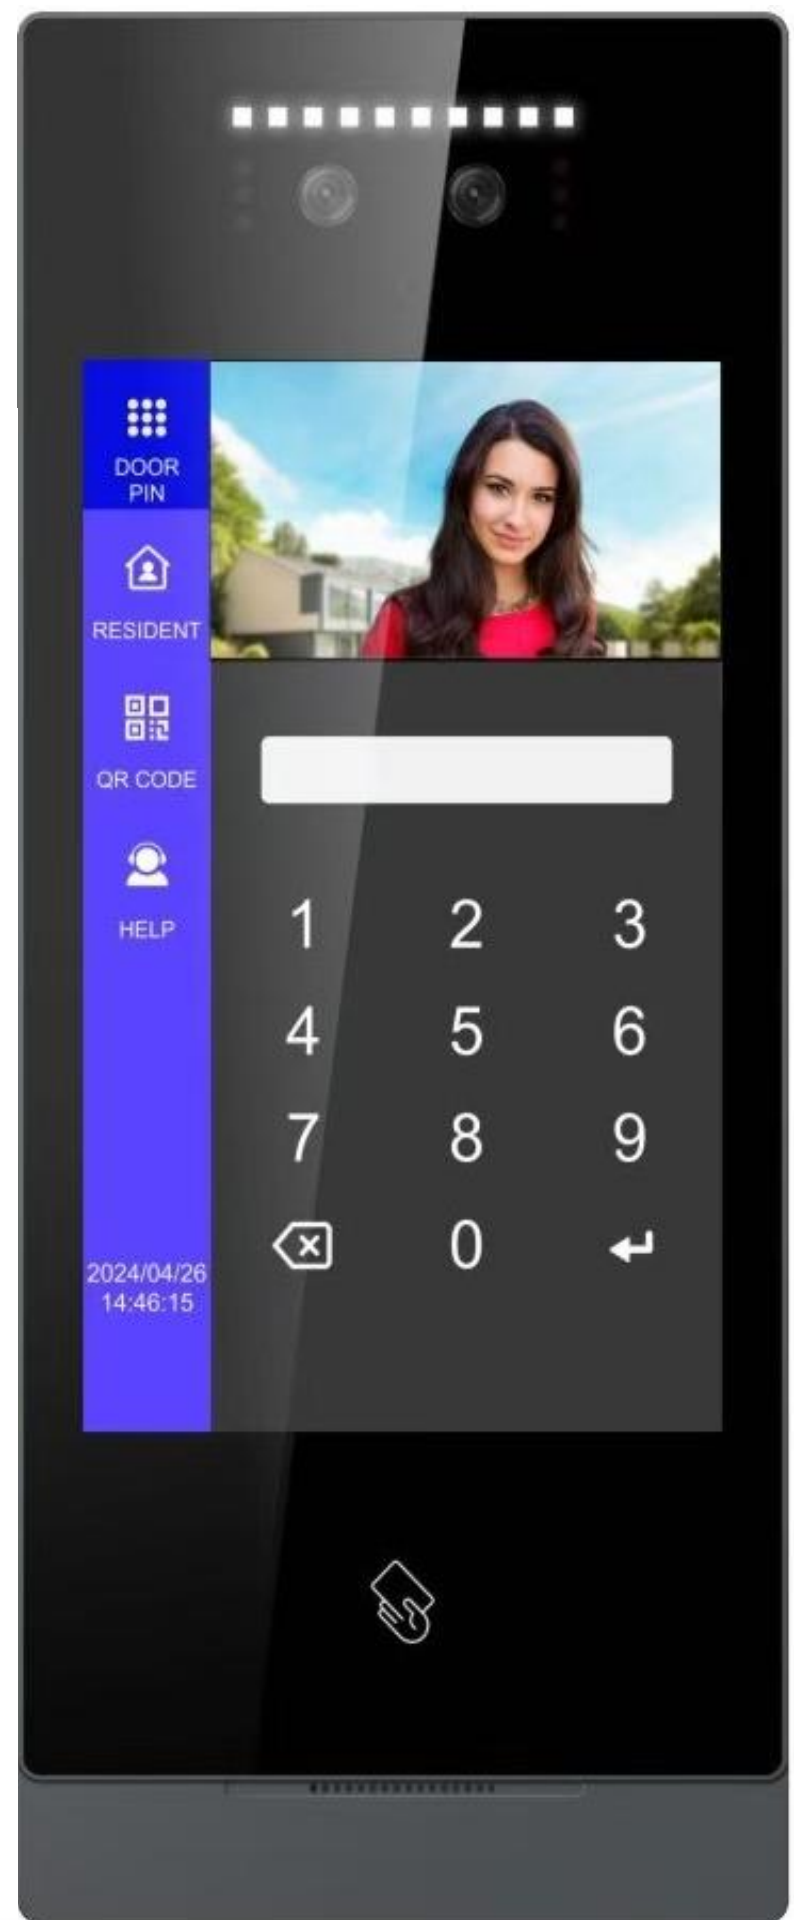 DOOR
PIN
RESIDENT
QR CODE
HELP
1 2 3
4 5 6
7 8 9
0
2024/04/26
14:46:15